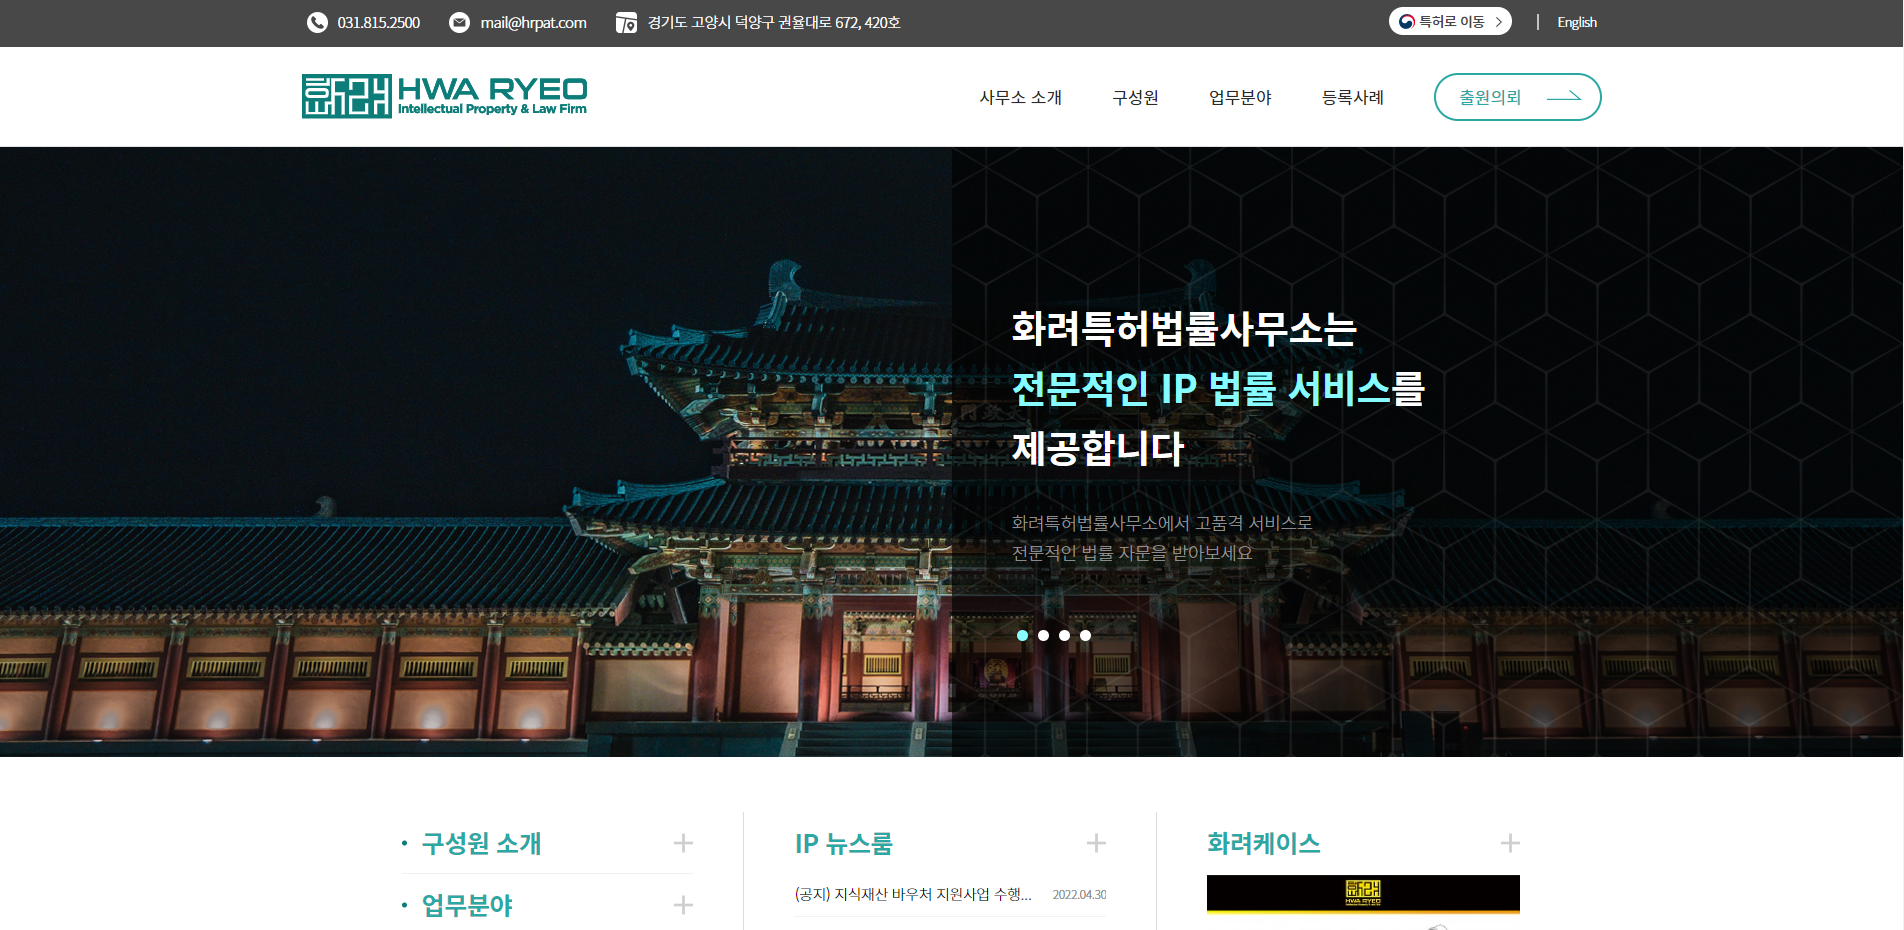 031.815.2500
mail@hrpat.com
경기도 고양시 덕양구 권율대로 672, 420호
특허로 이동
English
화려 HWA RYEO
Intellectual Property & Law Firm
사무소 소개
구성원
업무분야
등록사례
출원의뢰
화려특허법률사무소는
전문적인 IP 법률 서비스를
제공합니다
화려특허법률사무소에서 고품격 서비스로
전문적인 법률 자문을 받아보세요
구성원 소개
업무분야
IP 뉴스룸
(공지) 지식재산 바우처 지원사업 수행...
2022.04.30
화려케이스
화려
HWA RYEO